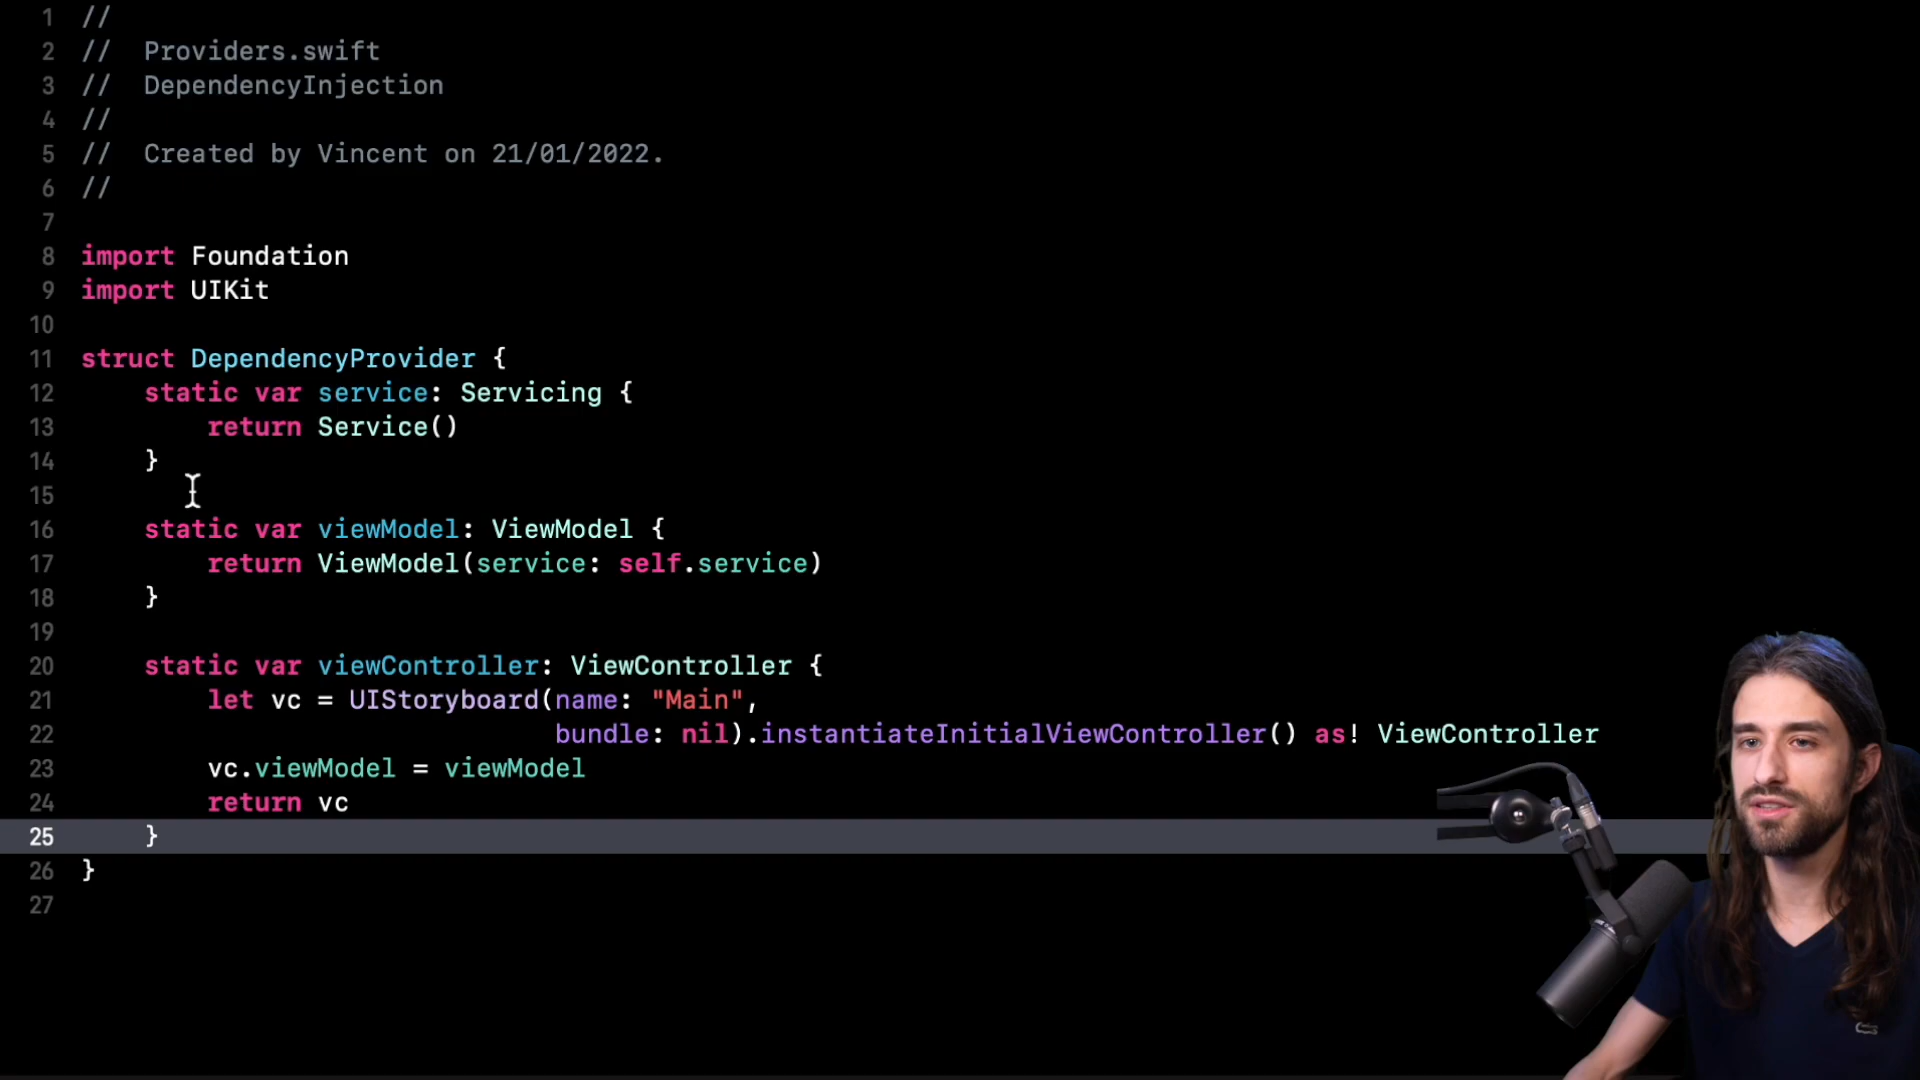 1 //
2 //  Providers.swift
3 //  DependencyInjection
4 //
5 //  Created by Vincent on 21/01/2022.
6 //
7
8 import Foundation
9 import UIKit
10
11 struct DependencyProvider {
12     static var service: Servicing {
13         return Service()
14     }
15
16     static var viewModel: ViewModel {
17         return ViewModel(service: self.service)
18     }
19
20     static var viewController: ViewController {
21         let vc = UIStoryboard(name: "Main",
22                               bundle: nil).instantiateInitialViewController() as! ViewController
23         vc.viewModel = viewModel
24         return vc
25     }
26 }
27